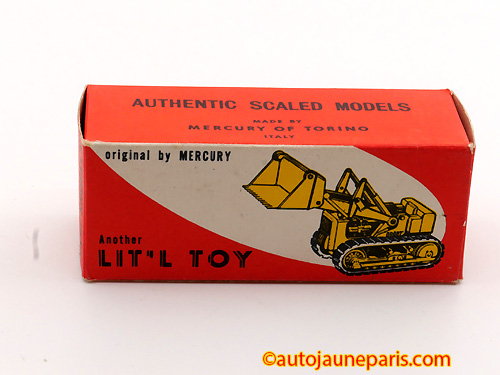 AUTHENTIC SCALED MODELS
MADE BY
MERCURY OF TORINO
ITALY
original by MERCURY
Another
LIT'L TOY
©autojauneparis.com